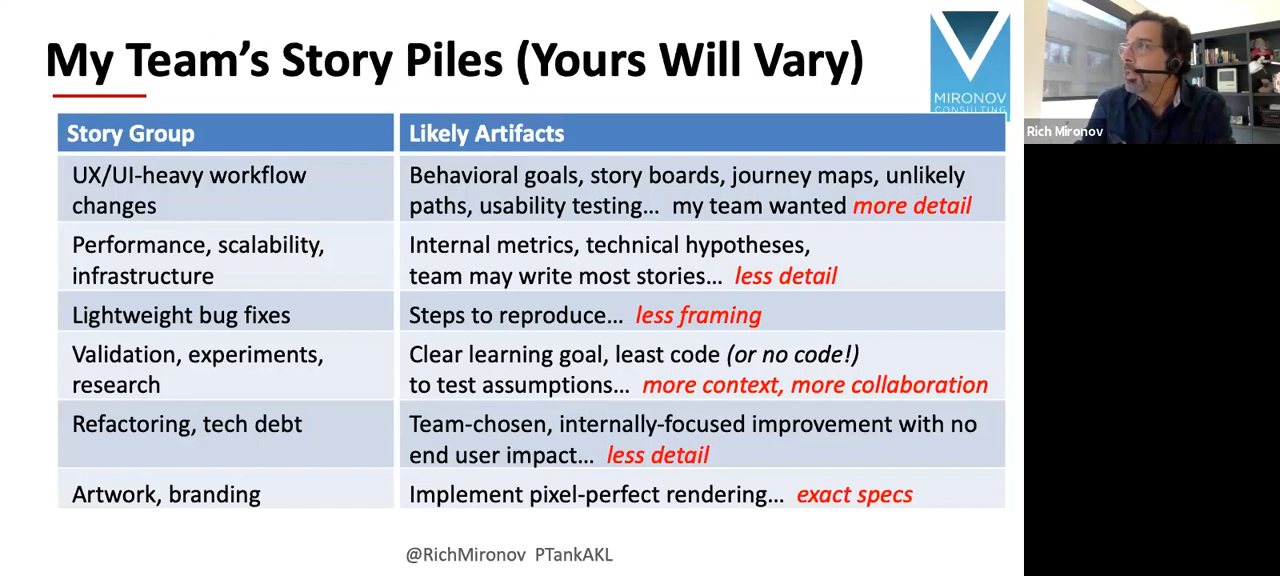 My Team's Story Piles (Yours Will Vary)
MIRONOV
CONSULTING
Rich Mironov
Story Group
Likely Artifacts
UX/UI-heavy workflow
changes
Behavioral goals, story boards, journey maps, unlikely
paths, usability testing… my team wanted more detail
Performance, scalability,
infrastructure
Internal metrics, technical hypotheses,
team may write most stories… less detail
Lightweight bug fixes
Steps to reproduce… less framing
Validation, experiments,
research
Clear learning goal, least code (or no code!)
to test assumptions… more context, more collaboration
Refactoring, tech debt
Team-chosen, internally-focused improvement with no
end user impact… less detail
Artwork, branding
Implement pixel-perfect rendering… exact specs
@RichMironov PTankAKL